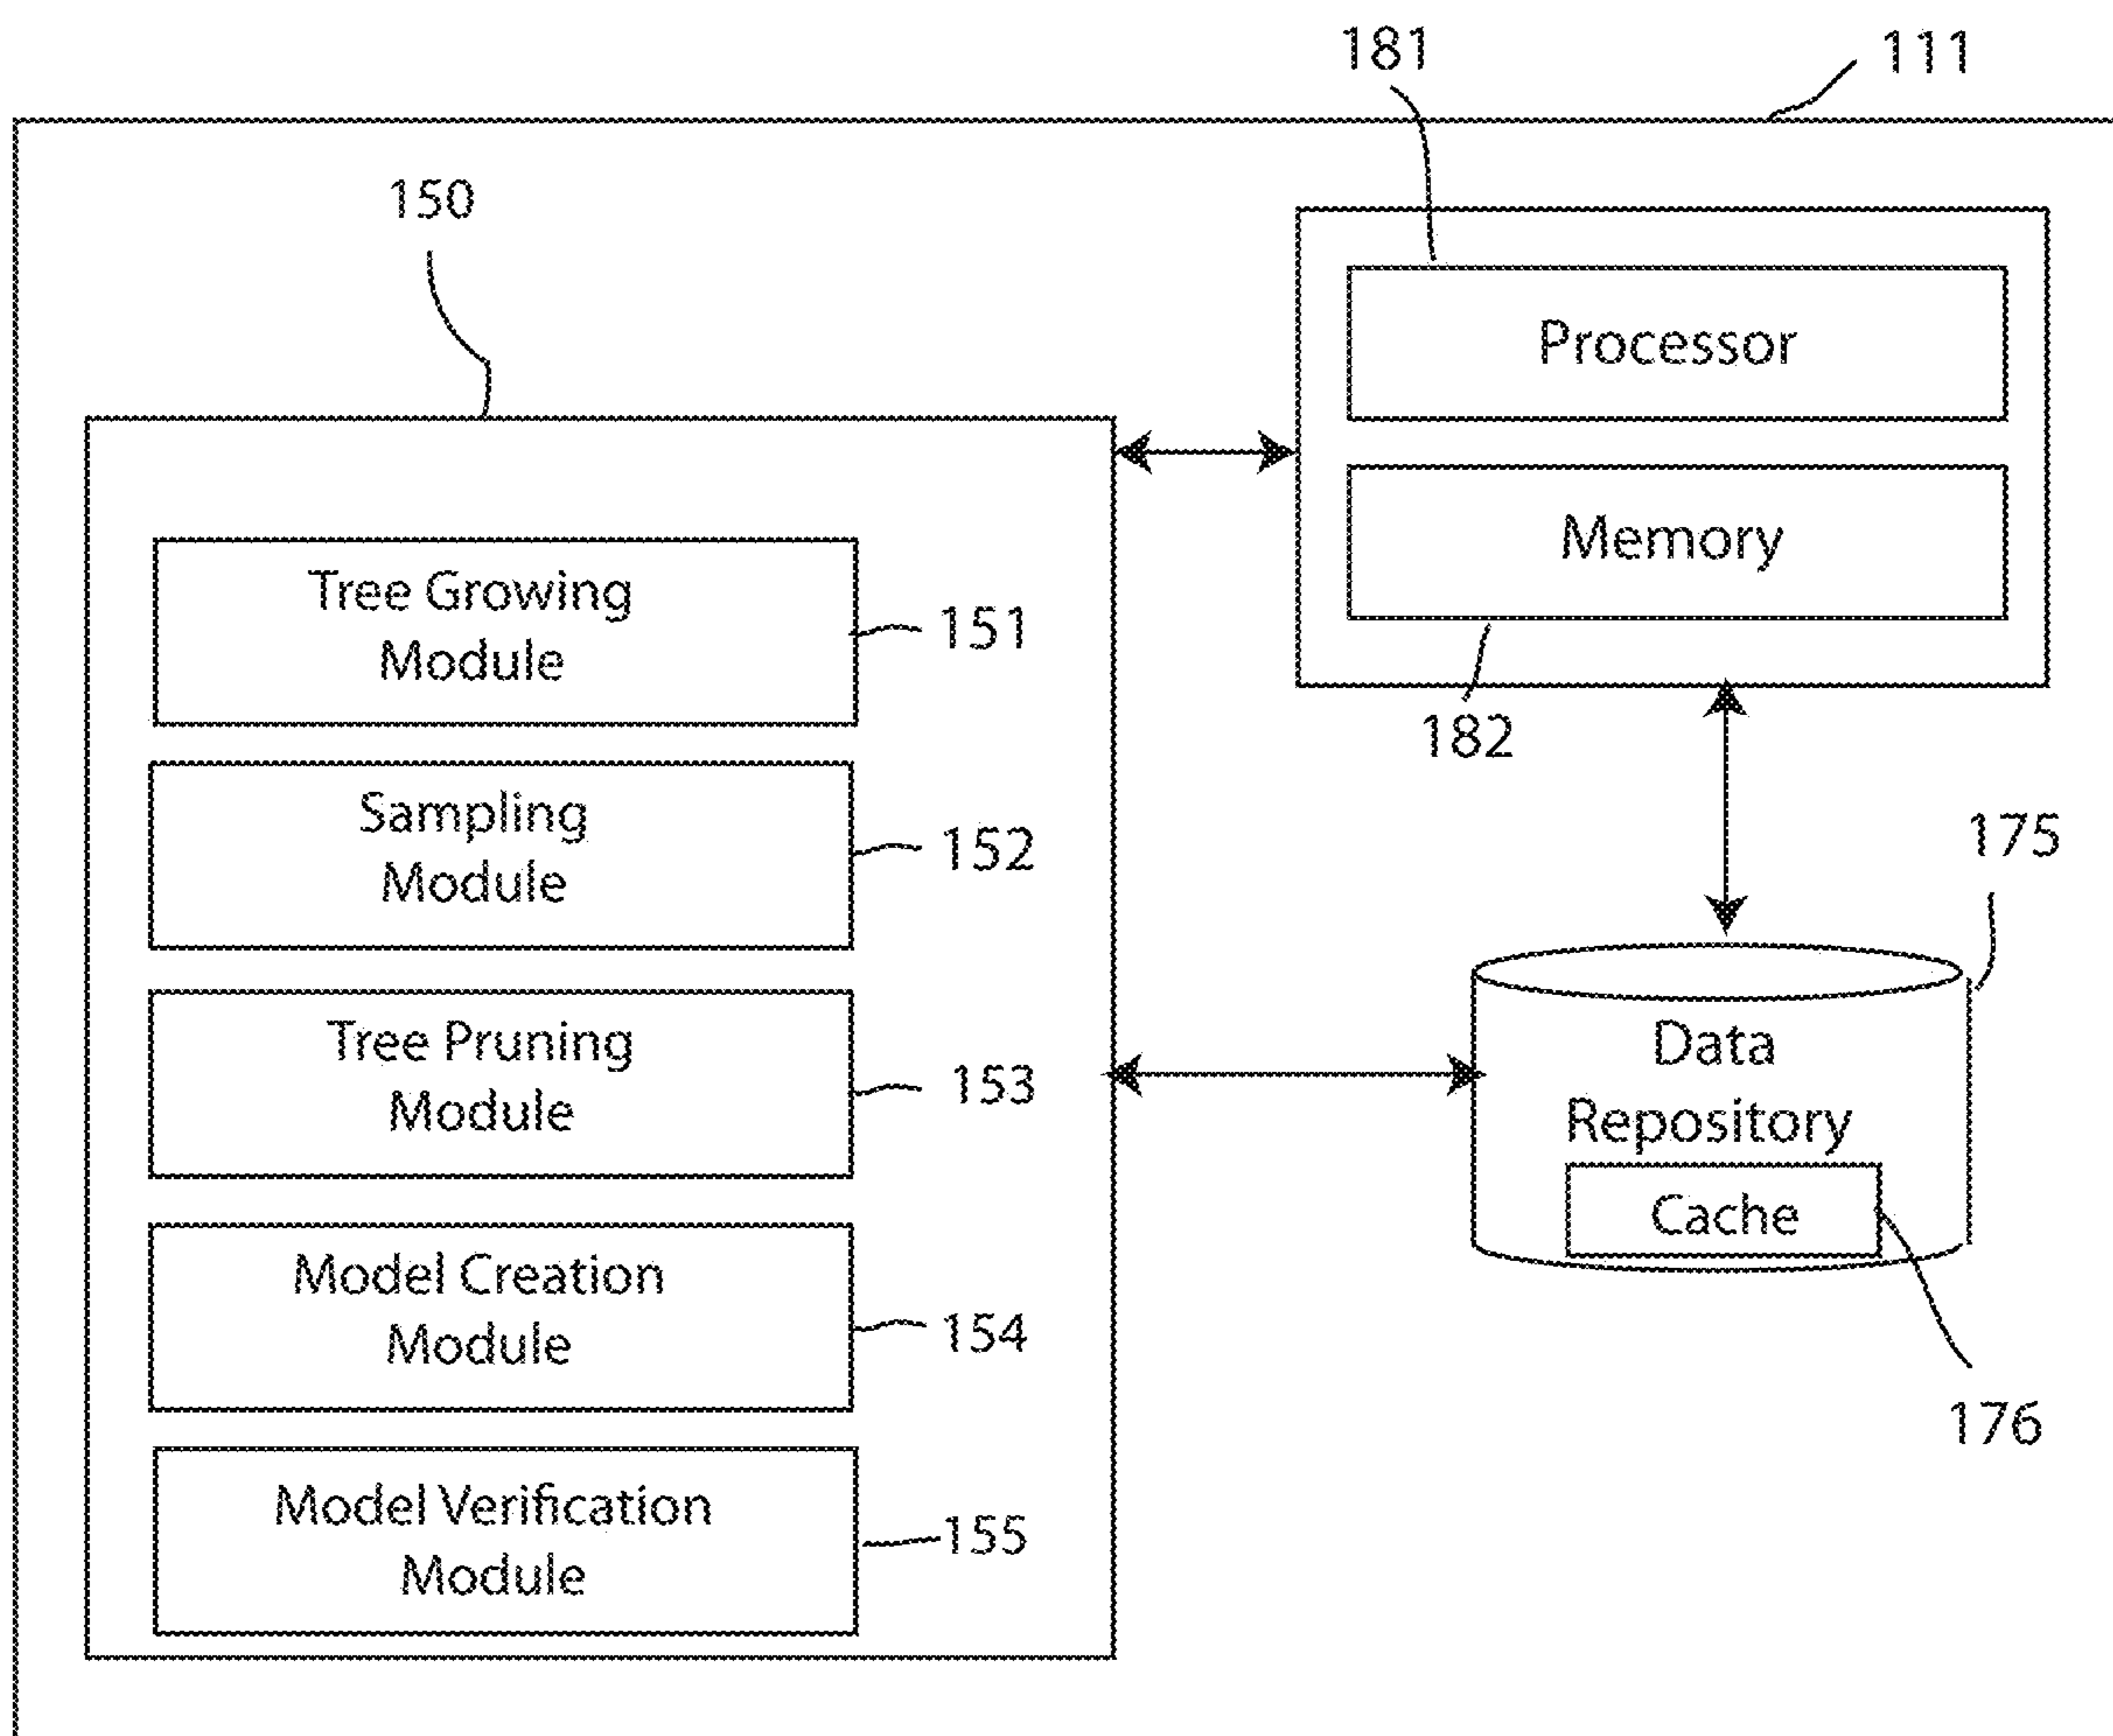 181
111
150
Processor
Memory
182
Tree Growing
Module
151
Sampling
Module
152
Tree Pruning
Module
153
Model Creation
Module
154
Model Verification
Module
155
175
Data
Repository
Cache
176